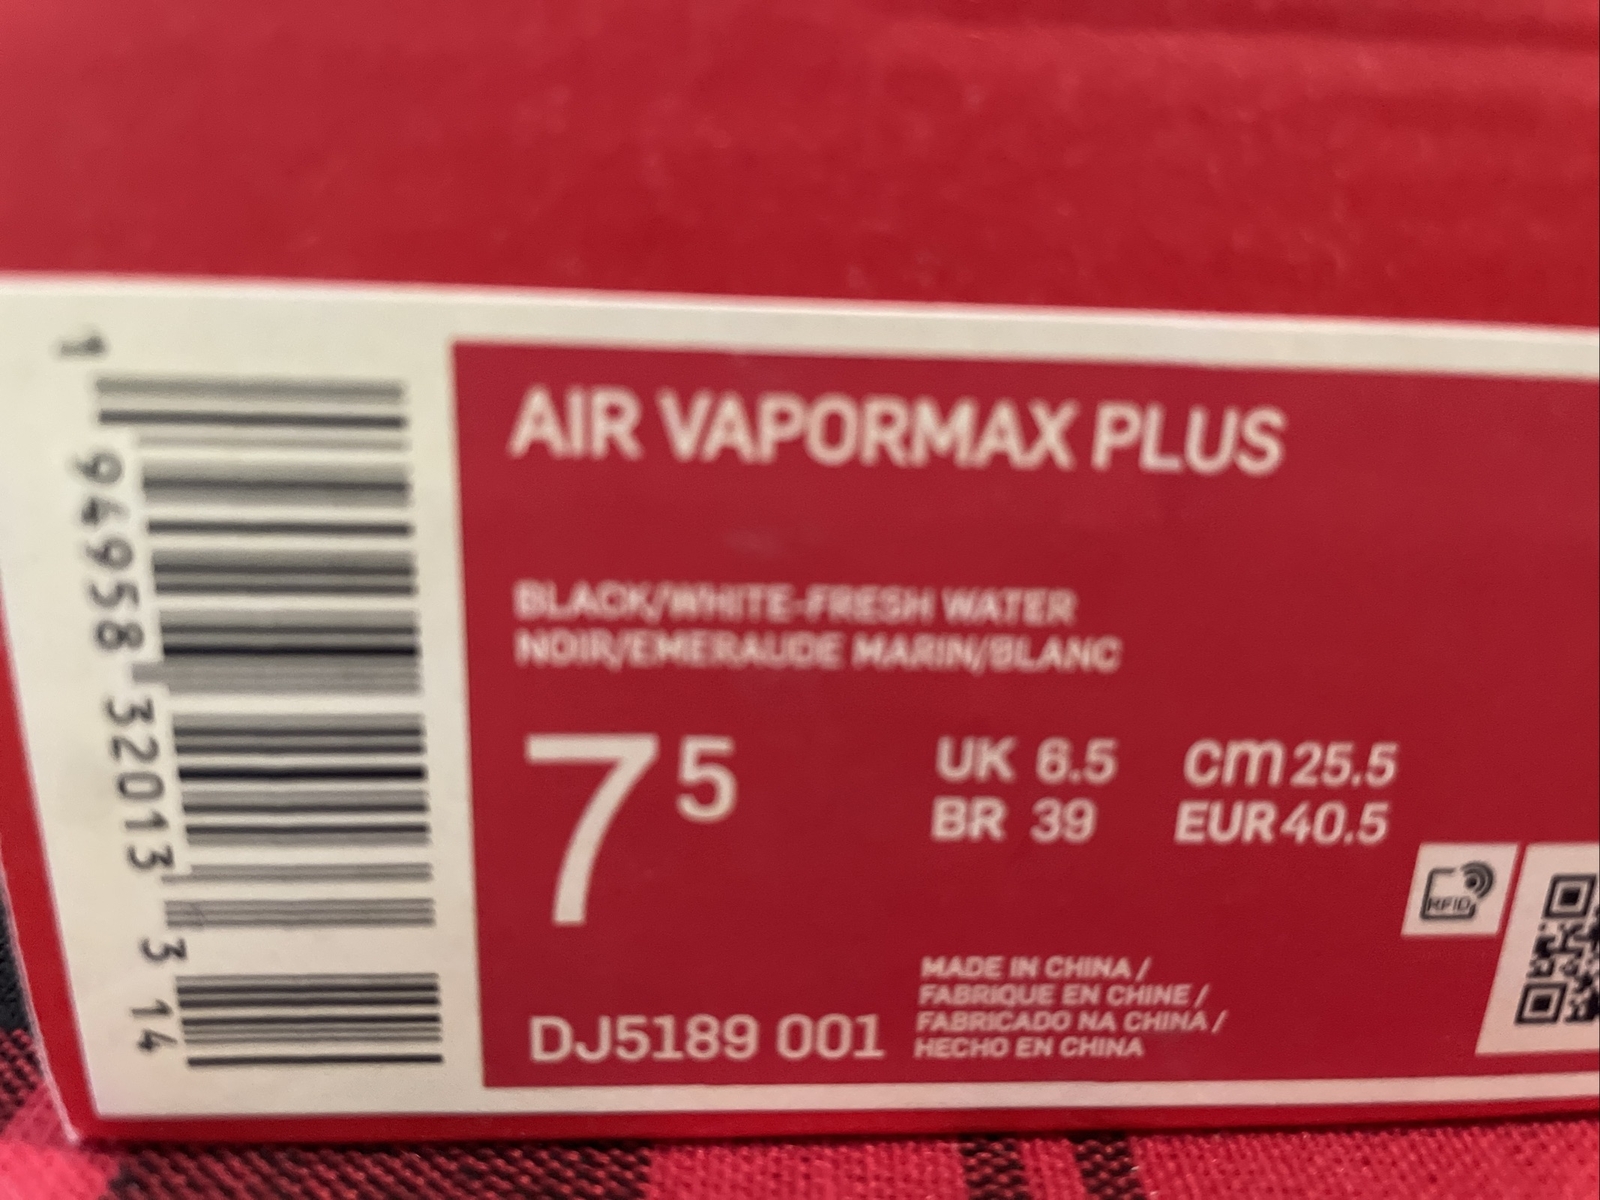 AIR VAPORMAX PLUS
BLACK/WHITE-FRESH WATER
NOIR/EMERAUDE MARIN/BLANC
7 5
UK 6.5 cm 25.5
BR 39 EUR 40.5
RFID
DJ5189 001
MADE IN CHINA /
FABRIQUE EN CHINE /
FABRICADO NA CHINA /
HECHO EN CHINA
1 94958 32013 3 14